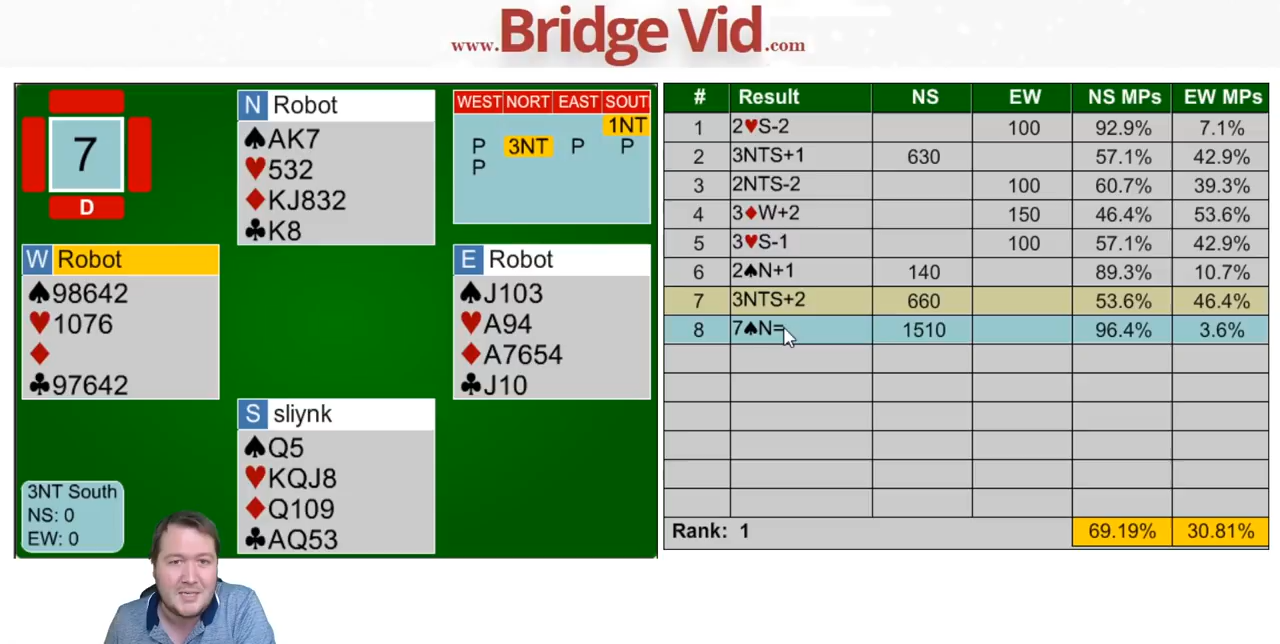 www.Bridge Vid.com
7
D
N Robot
♠AK7
♥532
♦KJ832
♣K8
WEST NORT EAST SOUT
1NT
P 3NT P P
P
W Robot
♠98642
♥1076
♦
♣97642
E Robot
♠J103
♥A94
♦A7654
♣J10
S sliynk
♠Q5
♥KQJ8
♦Q109
♣AQ53
3NT South
NS: 0
EW: 0
# Result NS EW NS MPs EW MPs
1 2♥S-2 100 92.9% 7.1%
2 3NTS+1 630 57.1% 42.9%
3 2NTS-2 100 60.7% 39.3%
4 3♦W+2 150 46.4% 53.6%
5 3♥S-1 100 57.1% 42.9%
6 2♠N+1 140 89.3% 10.7%
7 3NTS+2 660 53.6% 46.4%
8 7♠N= 1510 96.4% 3.6%
Rank: 1 69.19% 30.81%